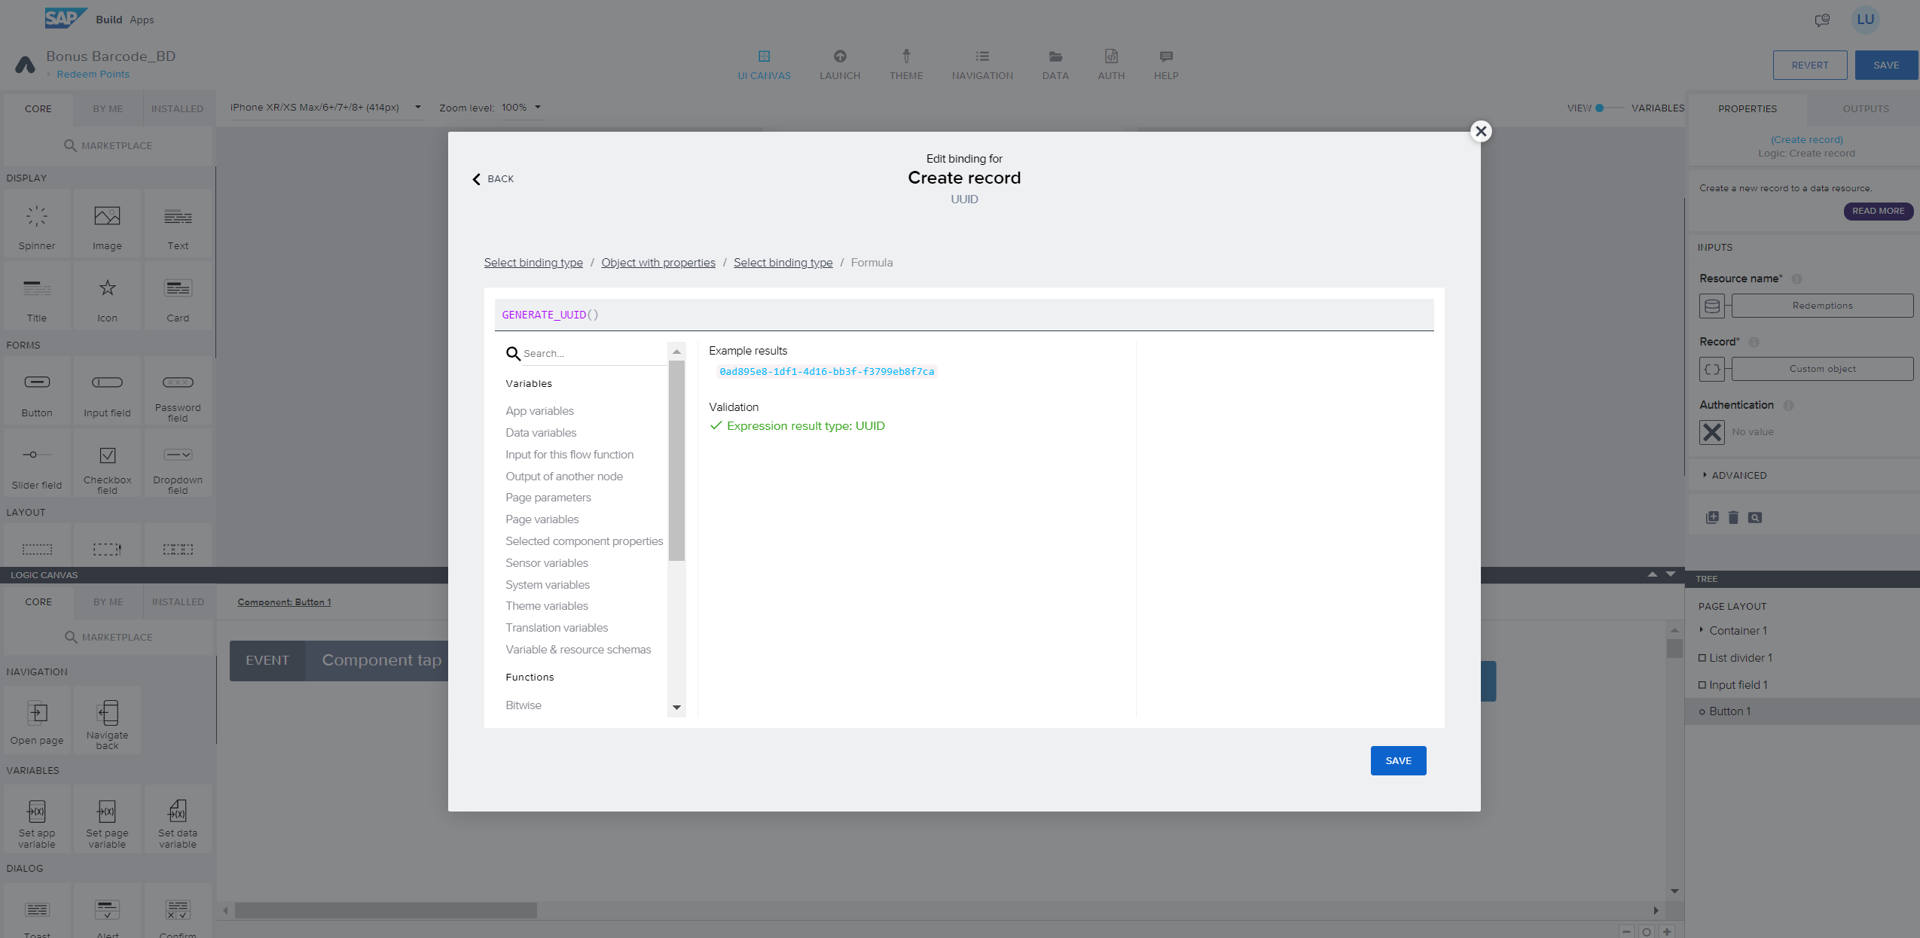 SAP Build Apps
LU
Bonus Barcode_BD
Redeem Points
UI CANVAS
LAUNCH
THEME
NAVIGATION
DATA
AUTH
HELP
REVERT
SAVE
CORE
BY ME
INSTALLED
iPhone XR/XS Max/6+/7+/8+ (414px)
Zoom level: 100%
VIEW
VARIABLES
PROPERTIES
OUTPUTS
MARKETPLACE
DISPLAY
Spinner
Image
Text
Title
Icon
Card
FORMS
Button
Input field
Password field
Slider field
Checkbox field
Dropdown field
LAYOUT
Edit binding for
Create record
UUID
BACK
Select binding type / Object with properties / Select binding type / Formula
GENERATE_UUID()
Search...
Variables
App variables
Data variables
Input for this flow function
Output of another node
Page parameters
Page variables
Selected component properties
Sensor variables
System variables
Theme variables
Translation variables
Variable & resource schemas
Functions
Bitwise
Example results
0ad895e8-1df1-4d16-bb3f-f3799eb8f7ca
Validation
Expression result type: UUID
SAVE
(Create record)
Logic: Create record
Create a new record to a data resource.
READ MORE
INPUTS
Resource name*
Redemptions
Record*
{ }
Custom object
Authentication
No value
ADVANCED
LOGIC CANVAS
CORE
BY ME
INSTALLED
Component: Button 1
MARKETPLACE
EVENT
Component tap
NAVIGATION
Open page
Navigate back
VARIABLES
Set app variable
Set page variable
Set data variable
DIALOG
Toast
Alert
Confirm
TREE
PAGE LAYOUT
Container 1
List divider 1
Input field 1
Button 1